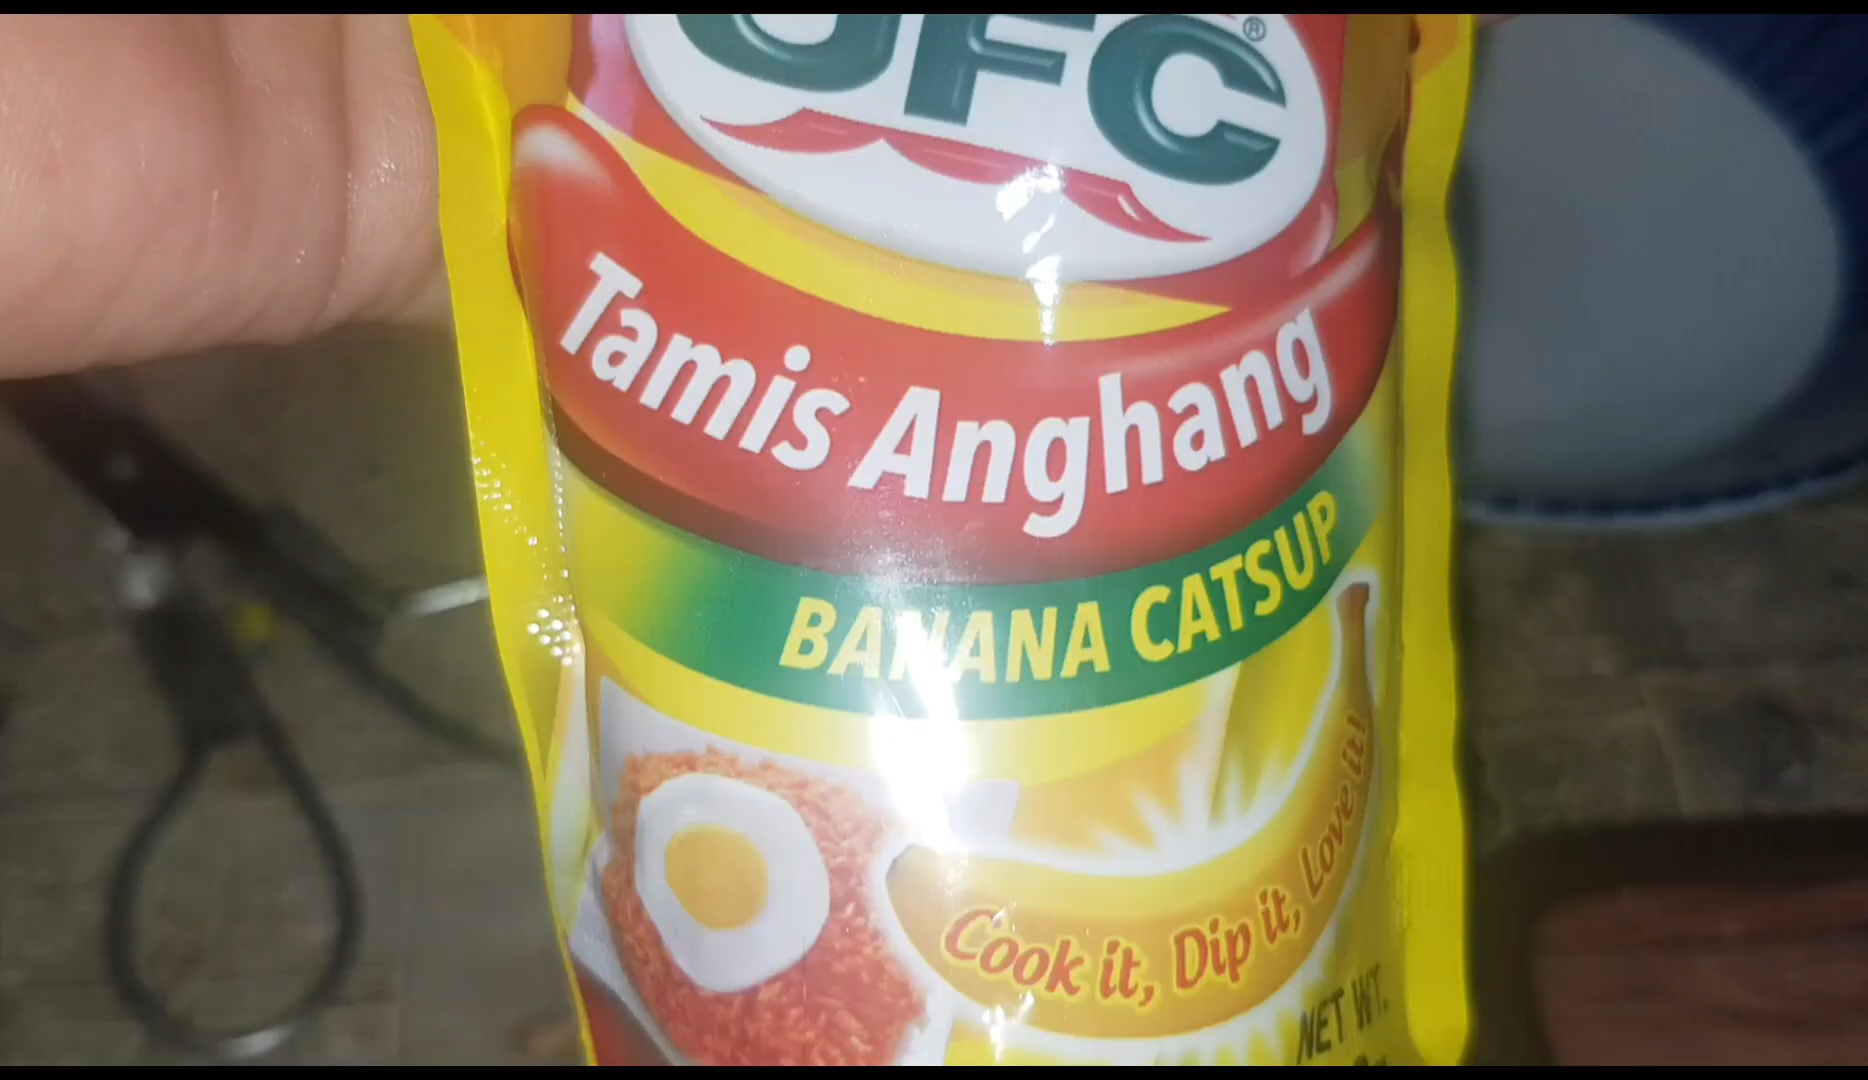 UFC®
Tamis Anghang
BANANA CATSUP
Cook it, Dip it, Love it!
NET WT.